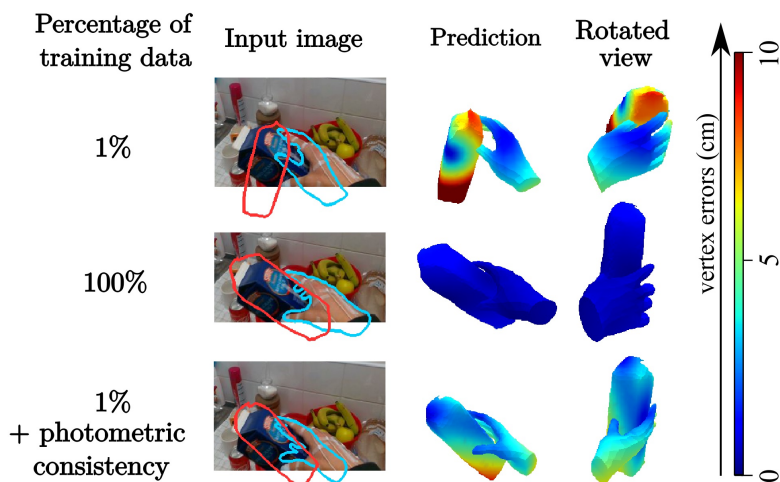 Percentage of
training data
Input image
Prediction
Rotated
view
1%
100%
1%
+ photometric
consistency
vertex errors (cm)
10
5
0